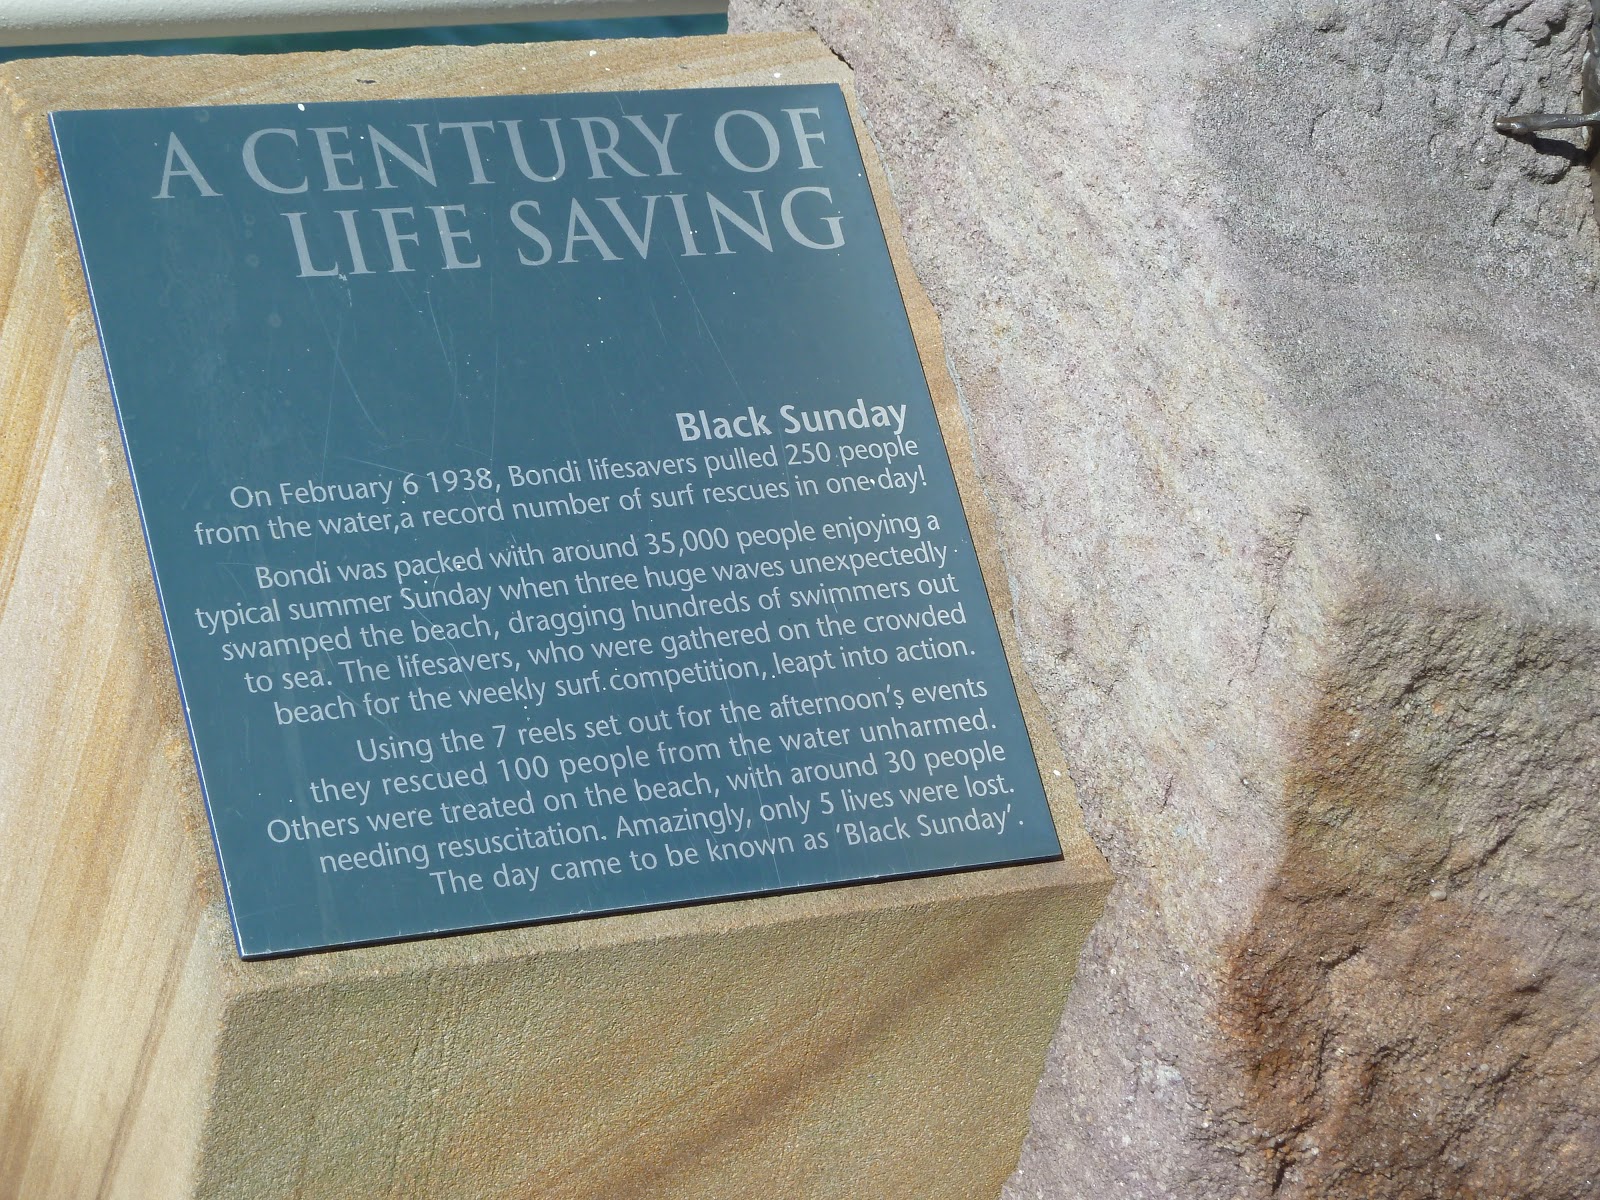 A CENTURY OF
LIFE SAVING
Black Sunday
On February 6 1938, Bondi lifesavers pulled 250 people
from the water,a record number of surf rescues in one day!
Bondi was packed with around 35,000 people enjoying a
typical summer Sunday when three huge waves unexpectedly
swamped the beach, dragging hundreds of swimmers out
to sea. The lifesavers, who were gathered on the crowded
beach for the weekly surf competition, leapt into action.
Using the 7 reels set out for the afternoon's events
they rescued 100 people from the water unharmed.
Others were treated on the beach, with around 30 people
needing resuscitation. Amazingly, only 5 lives were lost.
The day came to be known as 'Black Sunday'.